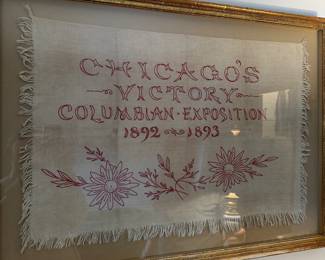 CHICAGO'S
VICTORY
COLUMBIAN · EXPOSITION
1892 1893